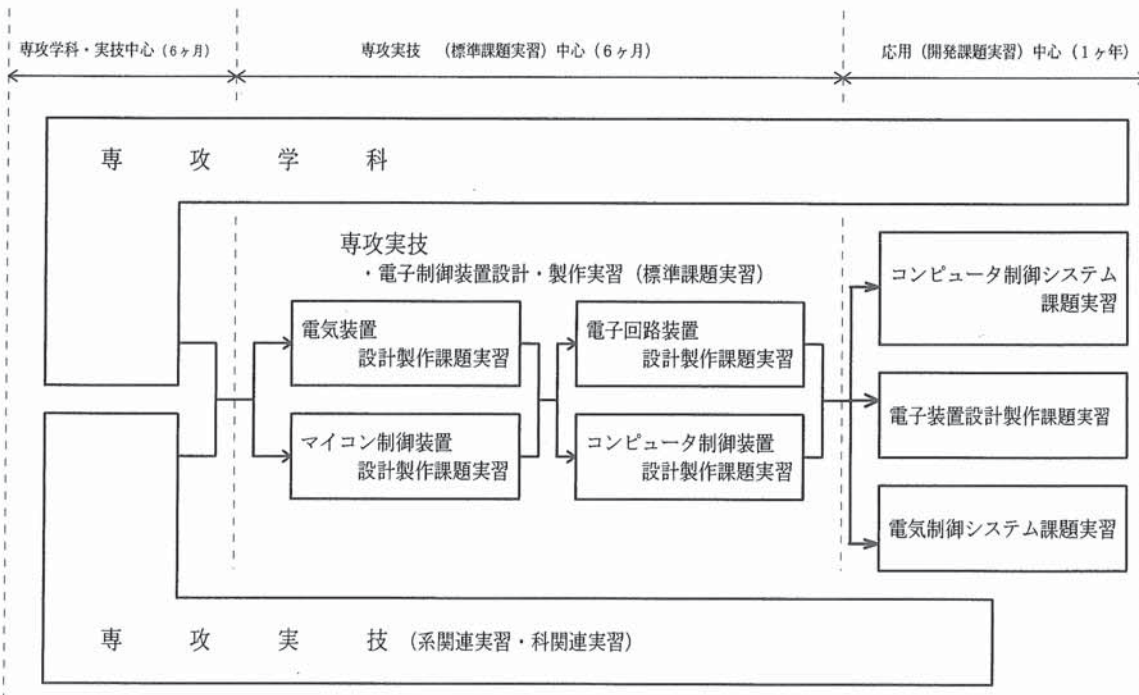 専攻学科・実技中心（6ヶ月）
専攻実技　（標準課題実習）中心（6ヶ月）
応用（開発課題実習）中心（1ヶ年）
専攻学科
専攻実技
・電子制御装置設計・製作実習（標準課題実習）
電気装置
設計製作課題実習
電子回路装置
設計製作課題実習
マイコン制御装置
設計製作課題実習
コンピュータ制御装置
設計製作課題実習
コンピュータ制御システム
課題実習
電子装置設計製作課題実習
電気制御システム課題実習
専攻実技（系関連実習・科関連実習）